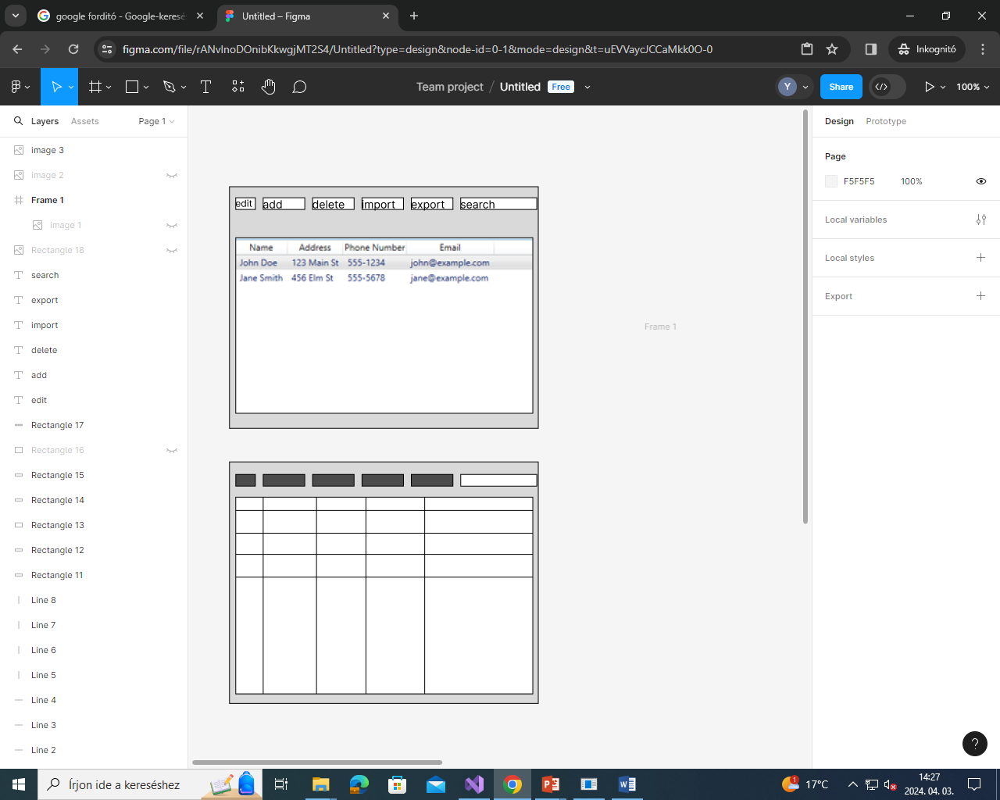 google forditó - Google-keresé
Untitled – Figma
figma.com/file/rANvlnoDOnibKkwgjMT2S4/Untitled?type=design&node-id=0-1&mode=design&t=uEVVaycJCCaMkk0O-0
Inkognitó
Team project / Untitled Free
Y
Share
100%
Layers Assets Page 1
Design Prototype
image 3
image 2
Frame 1
image 1
Rectangle 18
search
export
import
delete
add
edit
Rectangle 17
Rectangle 16
Rectangle 15
Rectangle 14
Rectangle 13
Rectangle 12
Rectangle 11
Line 8
Line 7
Line 6
Line 5
Line 4
Line 3
Line 2
edit add delete import export search
Name Address Phone Number Email
John Doe 123 Main St 555-1234 john@example.com
Jane Smith 456 Elm St 555-5678 jane@example.com
Frame 1
Page
F5F5F5 100%
Local variables
Local styles
Export
?
Írjon ide a kereséshez
1
17°C
14:27
2024. 04. 03.